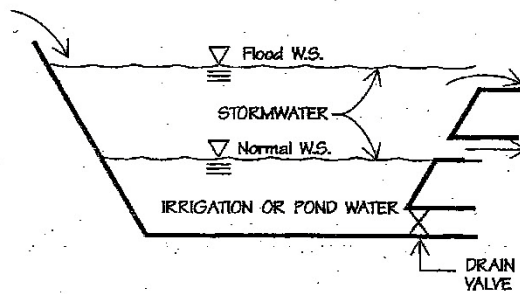 Flood W.S.
STORMWATER
Normal W.S.
IRRIGATION OR POND WATER
DRAIN
VALVE